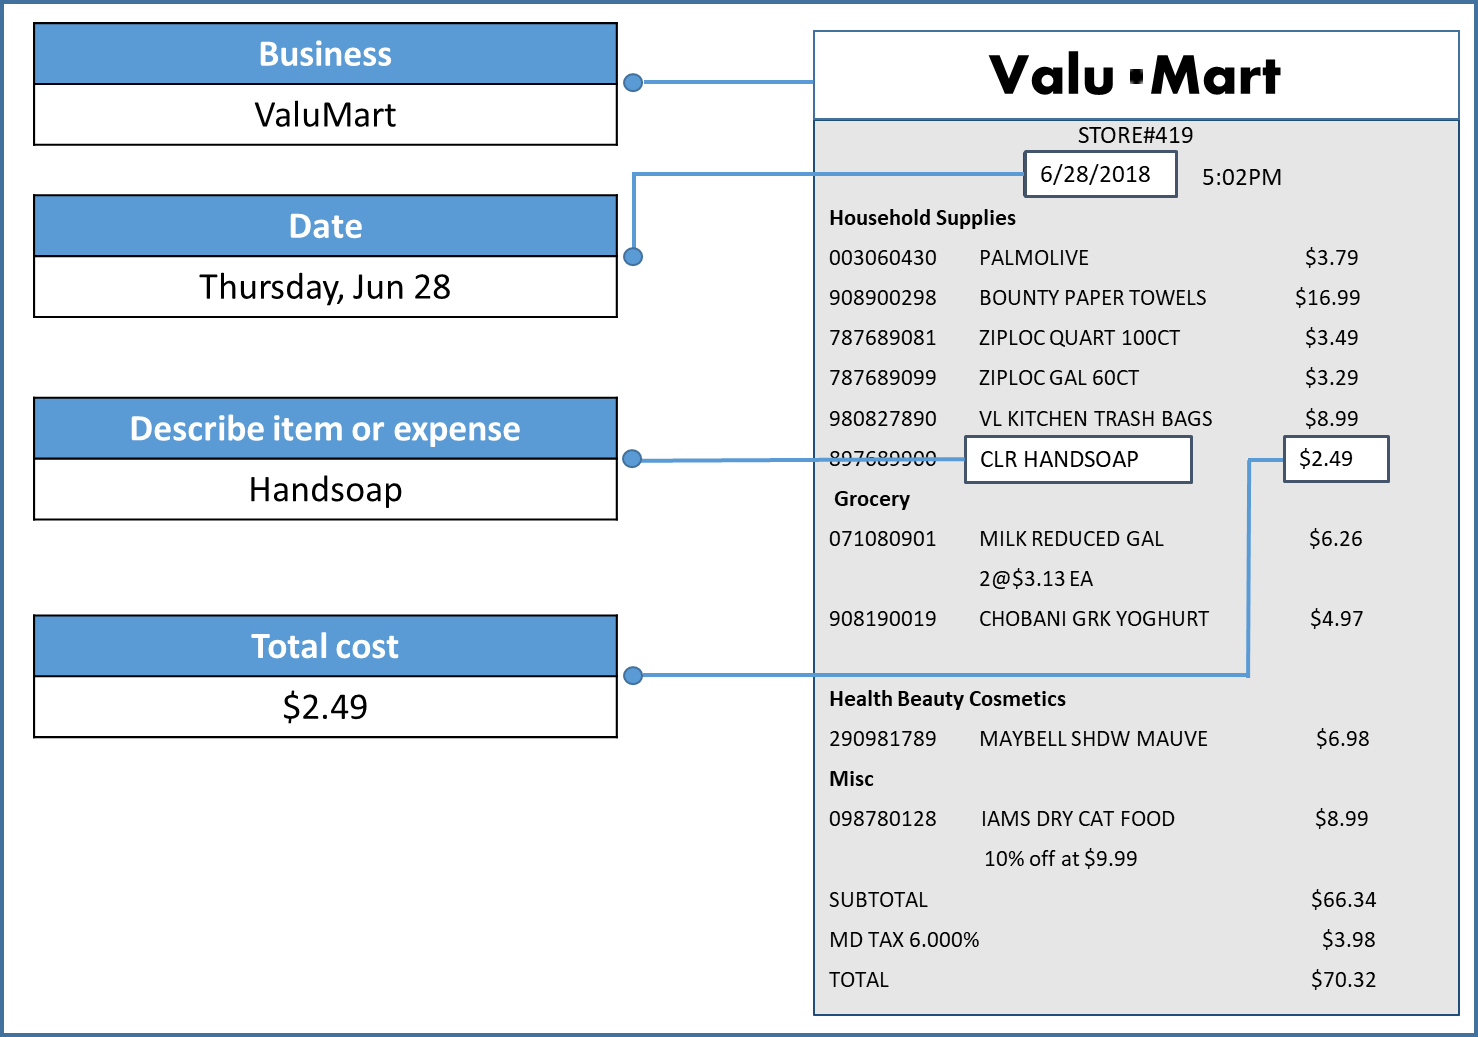 Business
ValuMart
Date
Thursday, Jun 28
Describe item or expense
Handsoap
Total cost
$2.49
Valu·Mart
STORE#419
6/28/2018 5:02PM
Household Supplies
003060430 PALMOLIVE $3.79
908900298 BOUNTY PAPER TOWELS $16.99
787689081 ZIPLOC QUART 100CT $3.49
787689099 ZIPLOC GAL 60CT $3.29
980827890 VL KITCHEN TRASH BAGS $8.99
897689900 CLR HANDSOAP $2.49
Grocery
071080901 MILK REDUCED GAL $6.26
2@$3.13 EA
908190019 CHOBANI GRK YOGHURT $4.97
Health Beauty Cosmetics
290981789 MAYBELL SHDW MAUVE $6.98
Misc
098780128 IAMS DRY CAT FOOD $8.99
10% off at $9.99
SUBTOTAL $66.34
MD TAX 6.000% $3.98
TOTAL $70.32